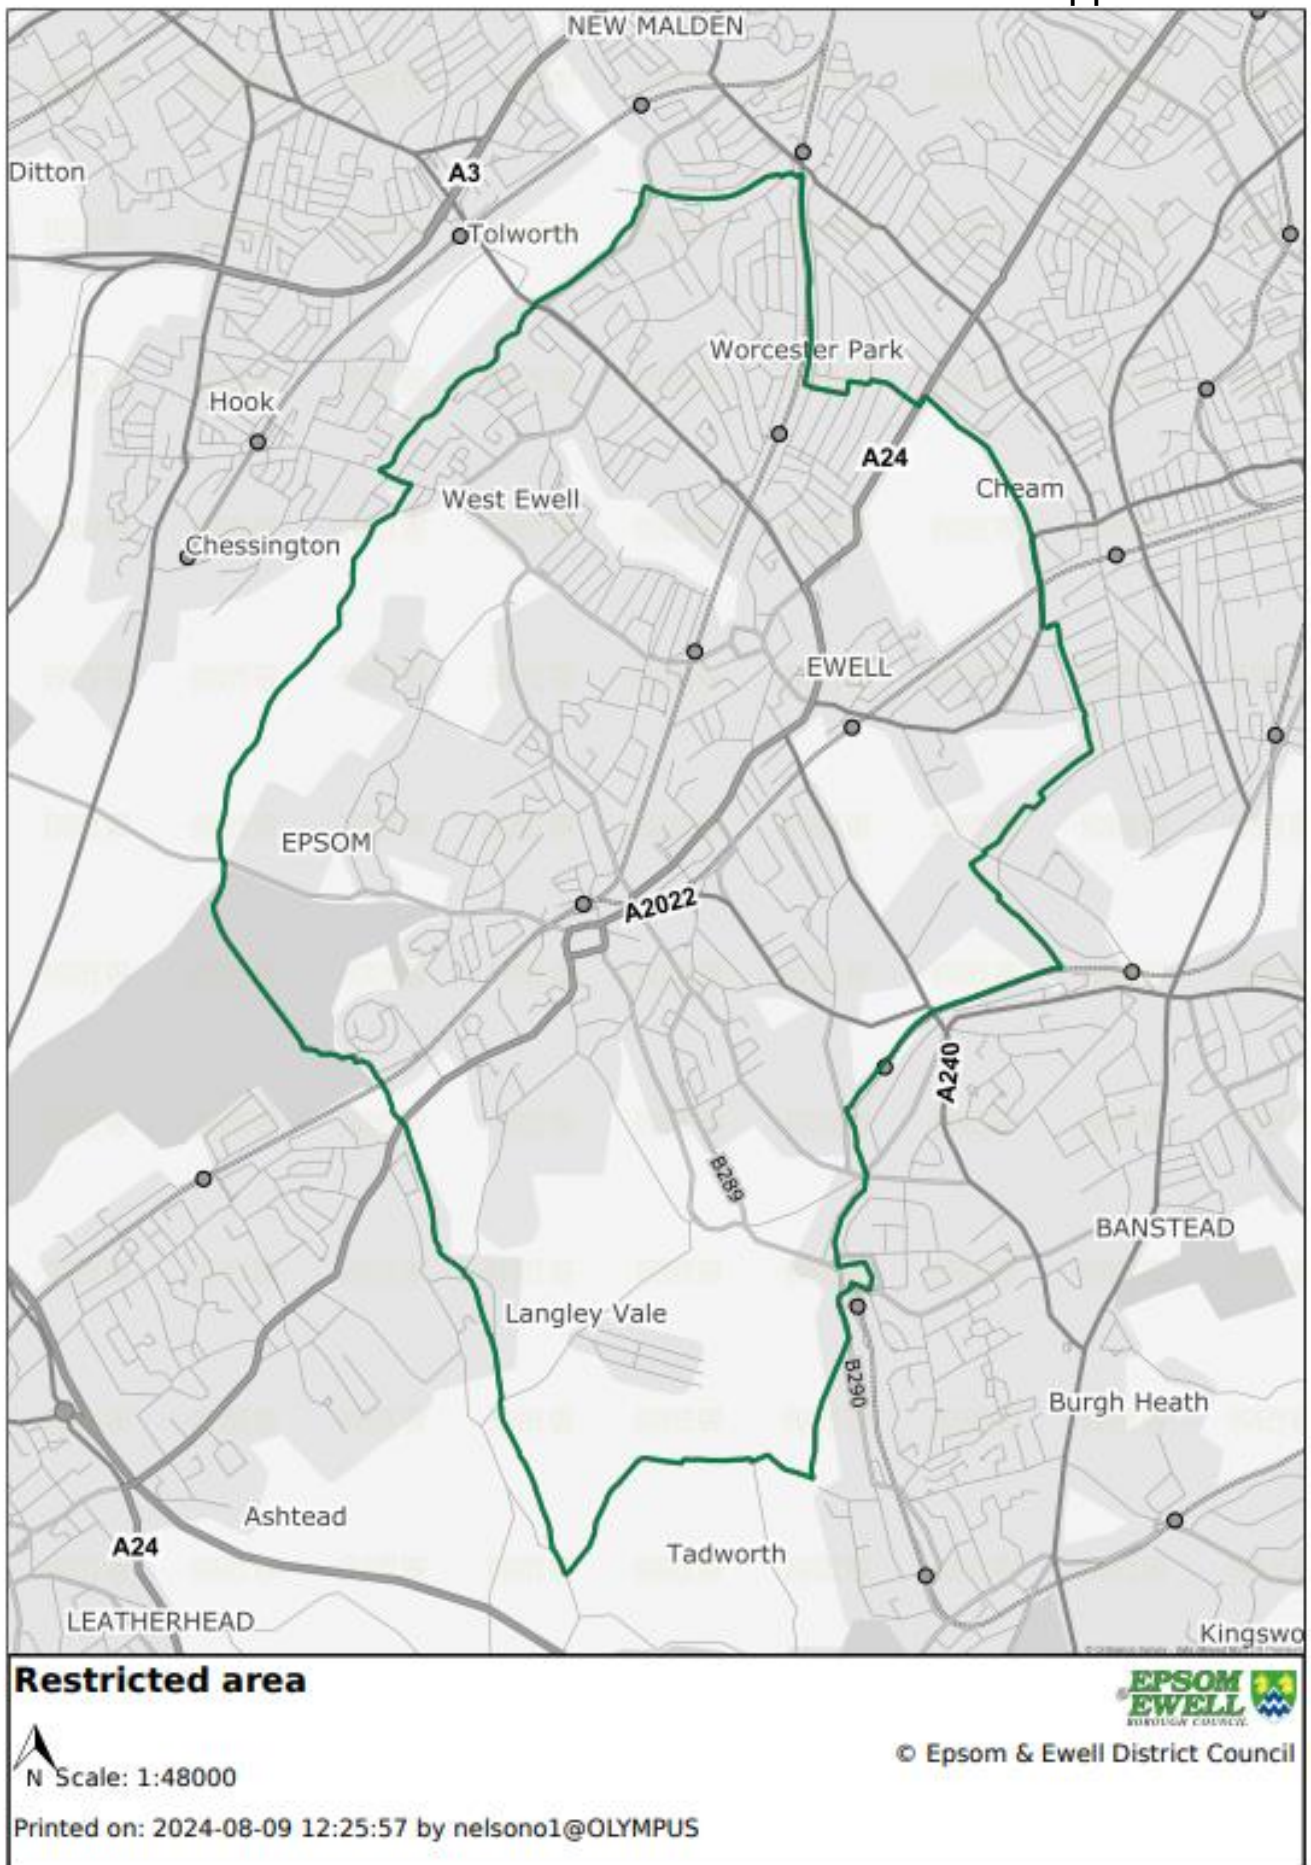 NEW MALDEN
Ditton
A3
Tolworth
Worcester Park
Hook
A24
West Ewell
Cheam
Chessington
EWELL
EPSOM
A2022
A240
B289
BANSTEAD
Langley Vale
B290
Burgh Heath
Ashtead
A24
Tadworth
LEATHERHEAD
Kingswo
Restricted area
EPSOM
EWELL
BOROUGH COUNCIL
© Epsom & Ewell District Council
N Scale: 1:48000
Printed on: 2024-08-09 12:25:57 by nelsono1@OLYMPUS